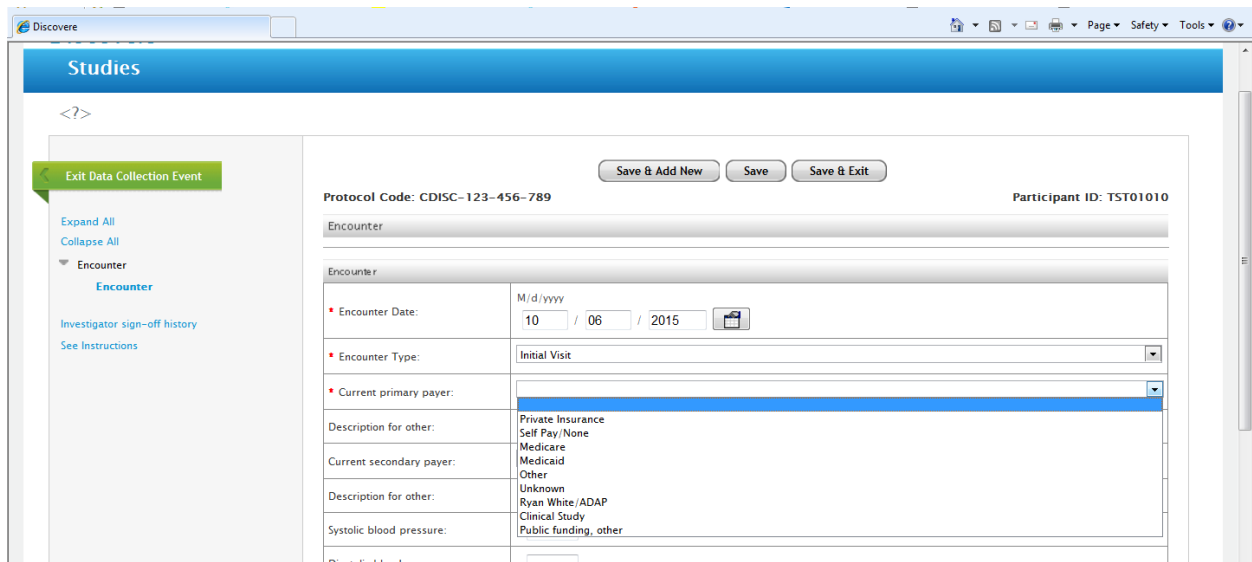 Discovere
Page Safety Tools
Studies
<?>
Exit Data Collection Event
Save & Add New Save Save & Exit
Protocol Code: CDISC-123-456-789 Participant ID: TST01010
Expand All
Collapse All
Encounter
Encounter
Investigator sign-off history
See Instructions
Encounter
Encounter
M/d/yyyy
* Encounter Date: 10 / 06 / 2015
* Encounter Type: Initial Visit
* Current primary payer:
Private Insurance
Self Pay/None
Medicare
Medicaid
Other
Unknown
Ryan White/ADAP
Clinical Study
Public funding, other
Description for other:
Current secondary payer:
Description for other:
Systolic blood pressure: